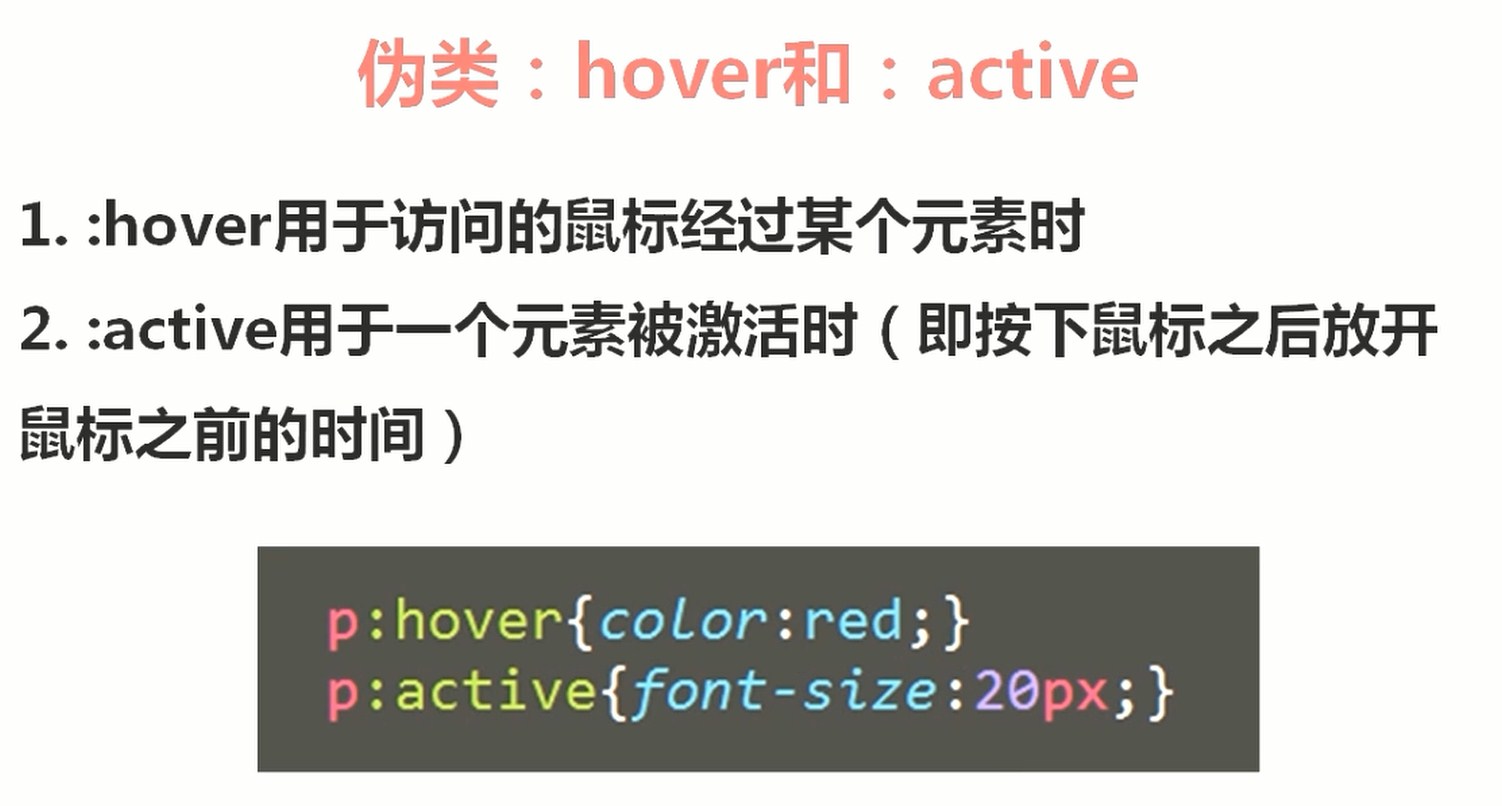 伪类：hover和：active
1. :hover用于访问的鼠标经过某个元素时
2. :active用于一个元素被激活时（即按下鼠标之后放开
鼠标之前的时间）
p:hover{color:red;}
p:active{font-size:20px;}